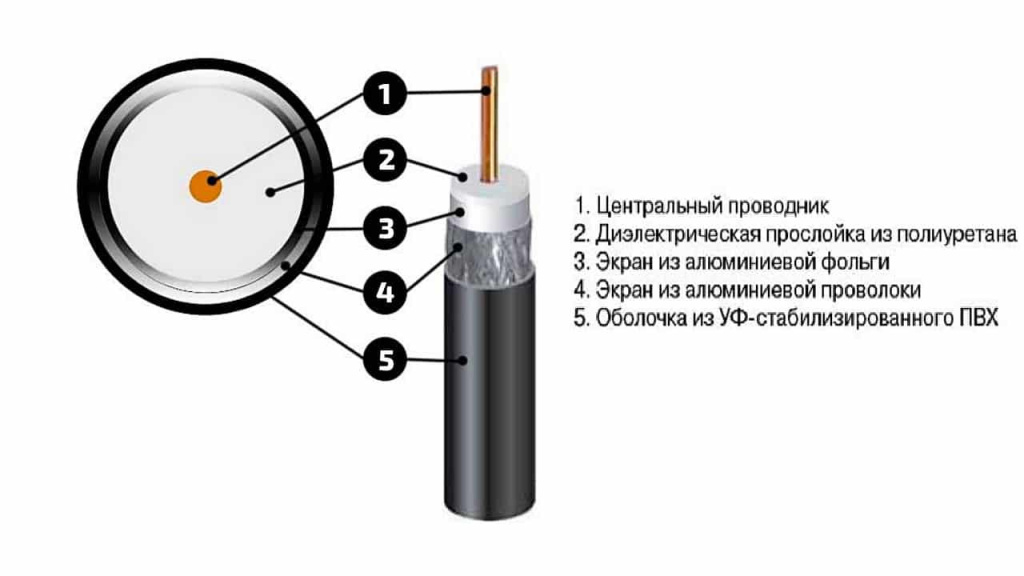 1
2
3
4
5
1. Центральный проводник
2. Диэлектрическая прослойка из полиуретана
3. Экран из алюминиевой фольги
4. Экран из алюминиевой проволоки
5. Оболочка из УФ-стабилизированного ПВХ